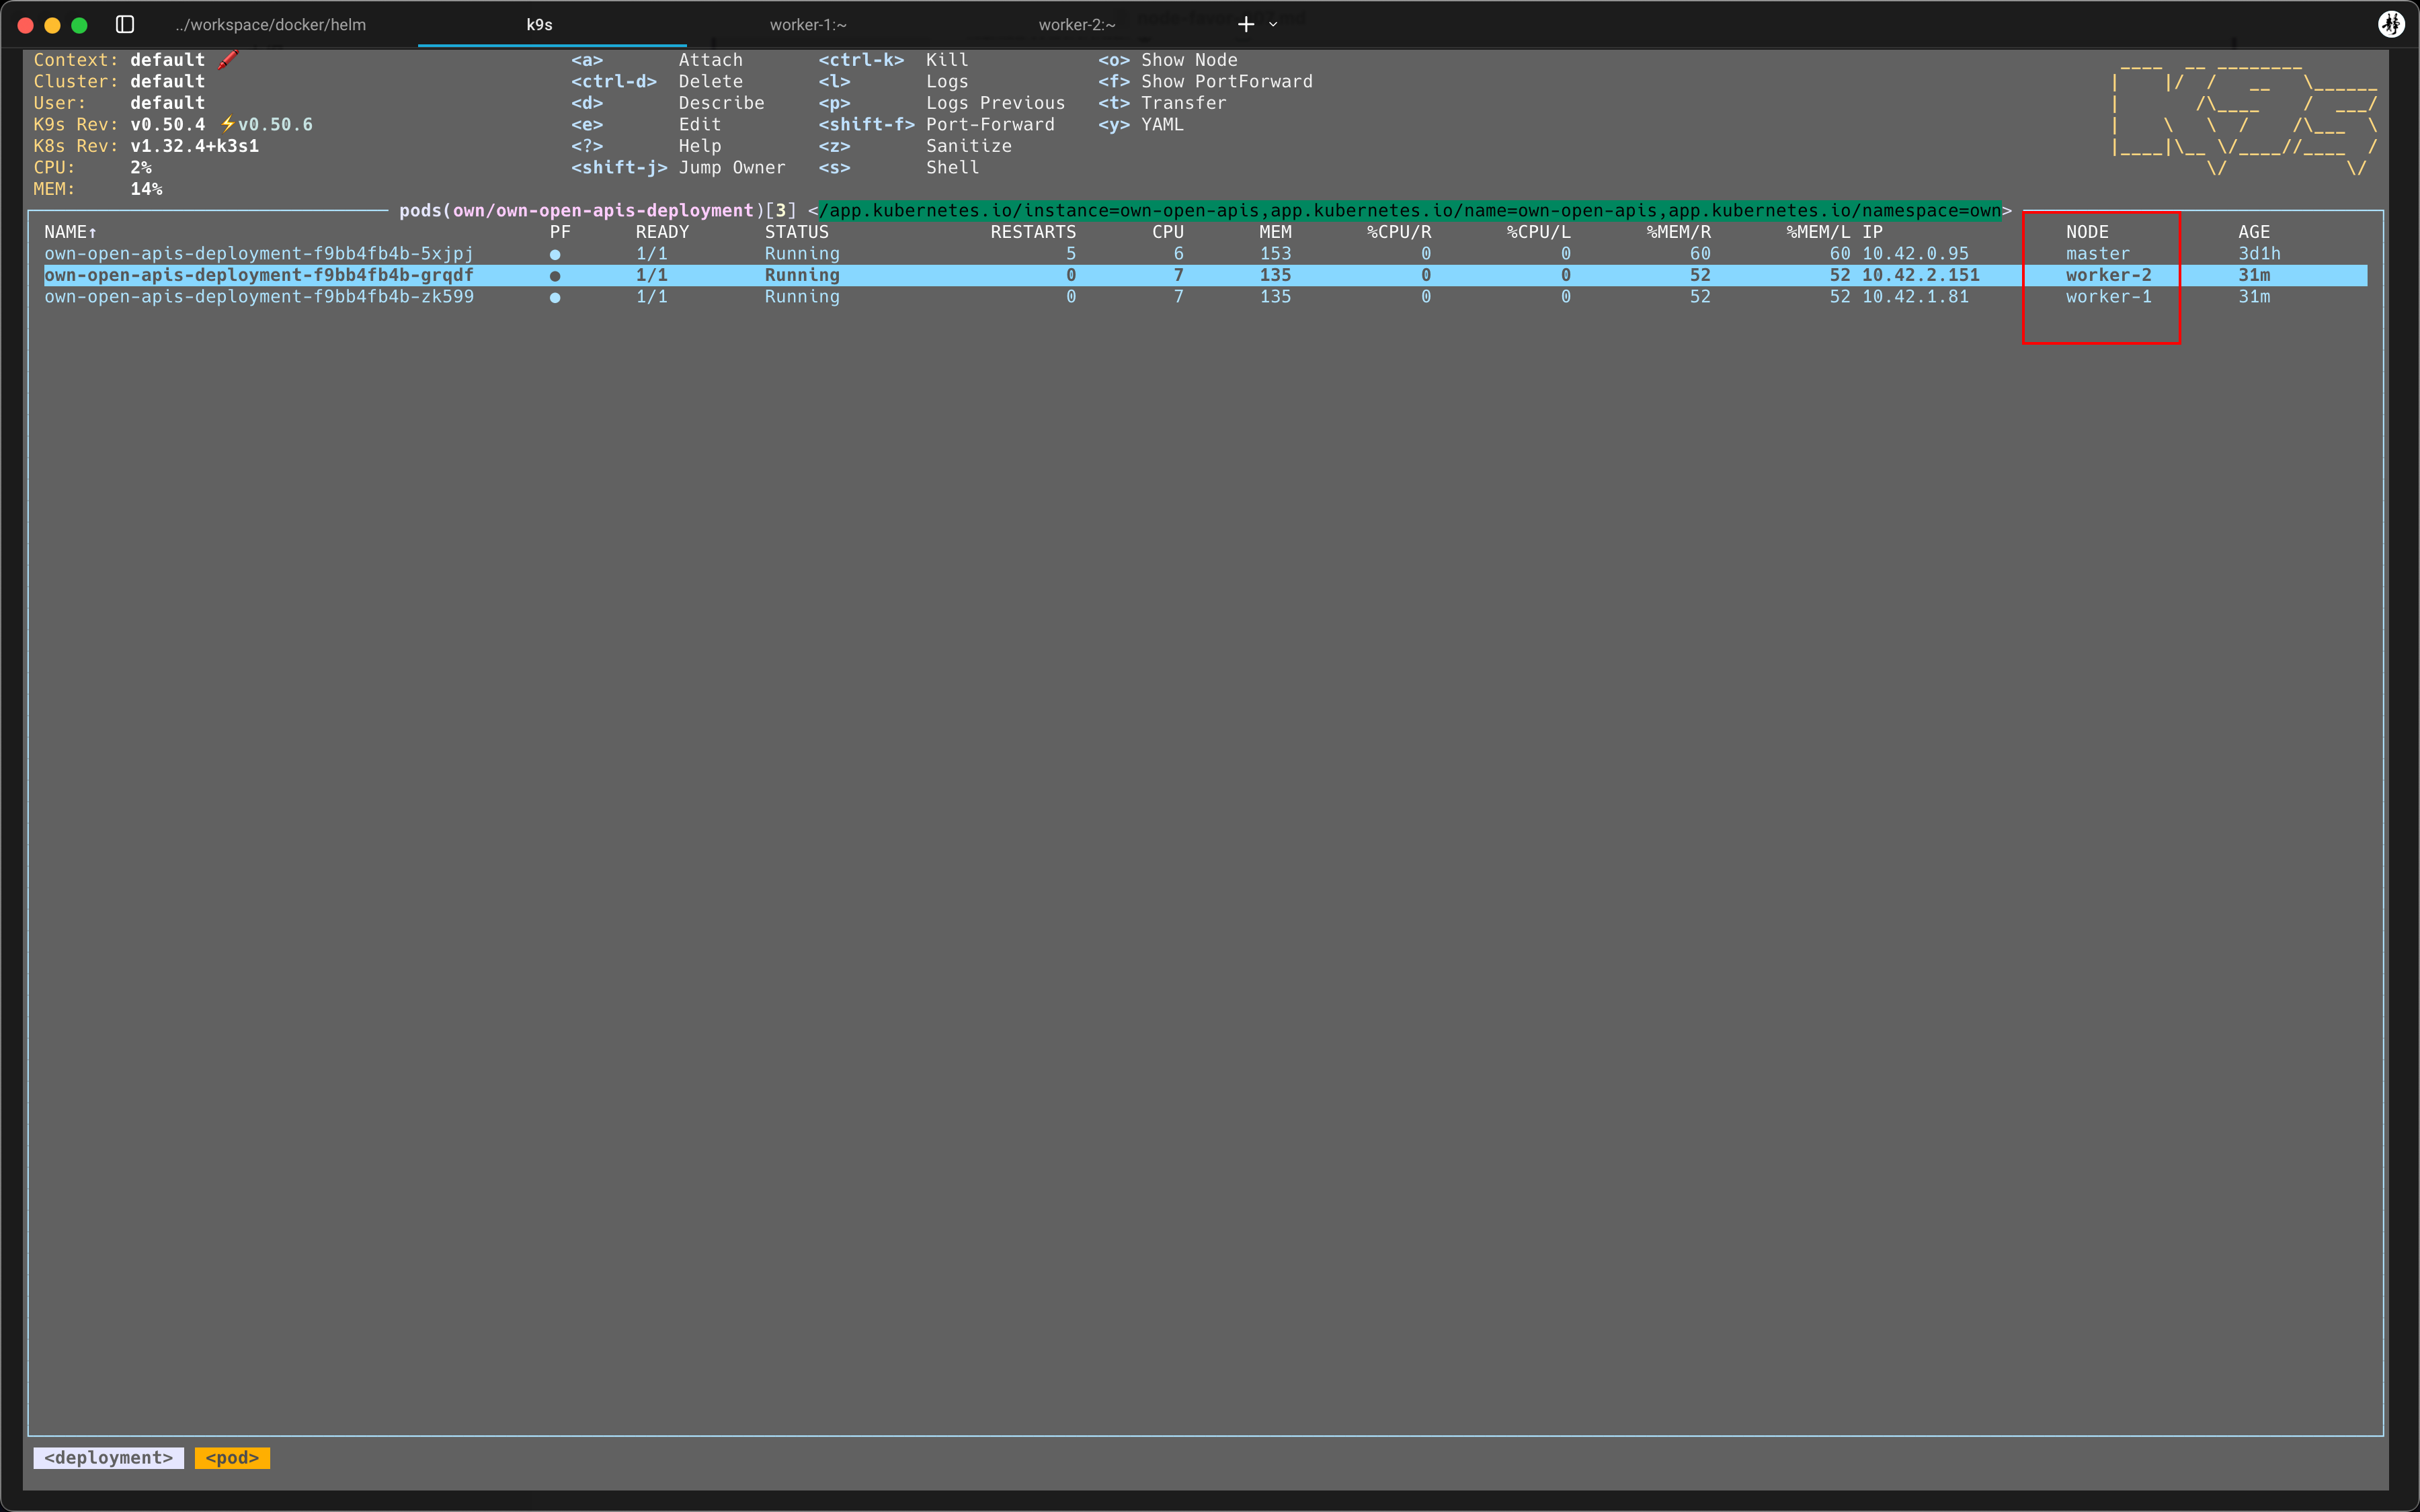 ../workspace/docker/helm k9s worker-1:~ worker-2:~
Context: default <a> Attach <ctrl-k> Kill <o> Show Node
Cluster: default <ctrl-d> Delete <l> Logs <f> Show PortForward
User: default <d> Describe <p> Logs Previous <t> Transfer
K9s Rev: v0.50.4 ⚡v0.50.6 <e> Edit <shift-f> Port-Forward <y> YAML
K8s Rev: v1.32.4+k3s1 <?> Help <z> Sanitize
CPU: 2% <shift-j> Jump Owner <s> Shell
MEM: 14%
pods(own/own-open-apis-deployment)[3] </app.kubernetes.io/instance=own-open-apis,app.kubernetes.io/name=own-open-apis,app.kubernetes.io/namespace=own>
NAME↑ PF READY STATUS RESTARTS CPU MEM %CPU/R %CPU/L %MEM/R %MEM/L IP NODE AGE
own-open-apis-deployment-f9bb4fb4b-5xjpj ● 1/1 Running 5 6 153 0 0 60 60 10.42.0.95 master 3d1h
own-open-apis-deployment-f9bb4fb4b-grqdf ● 1/1 Running 0 7 135 0 0 52 52 10.42.2.151 worker-2 31m
own-open-apis-deployment-f9bb4fb4b-zk599 ● 1/1 Running 0 7 135 0 0 52 52 10.42.1.81 worker-1 31m
<deployment> <pod>